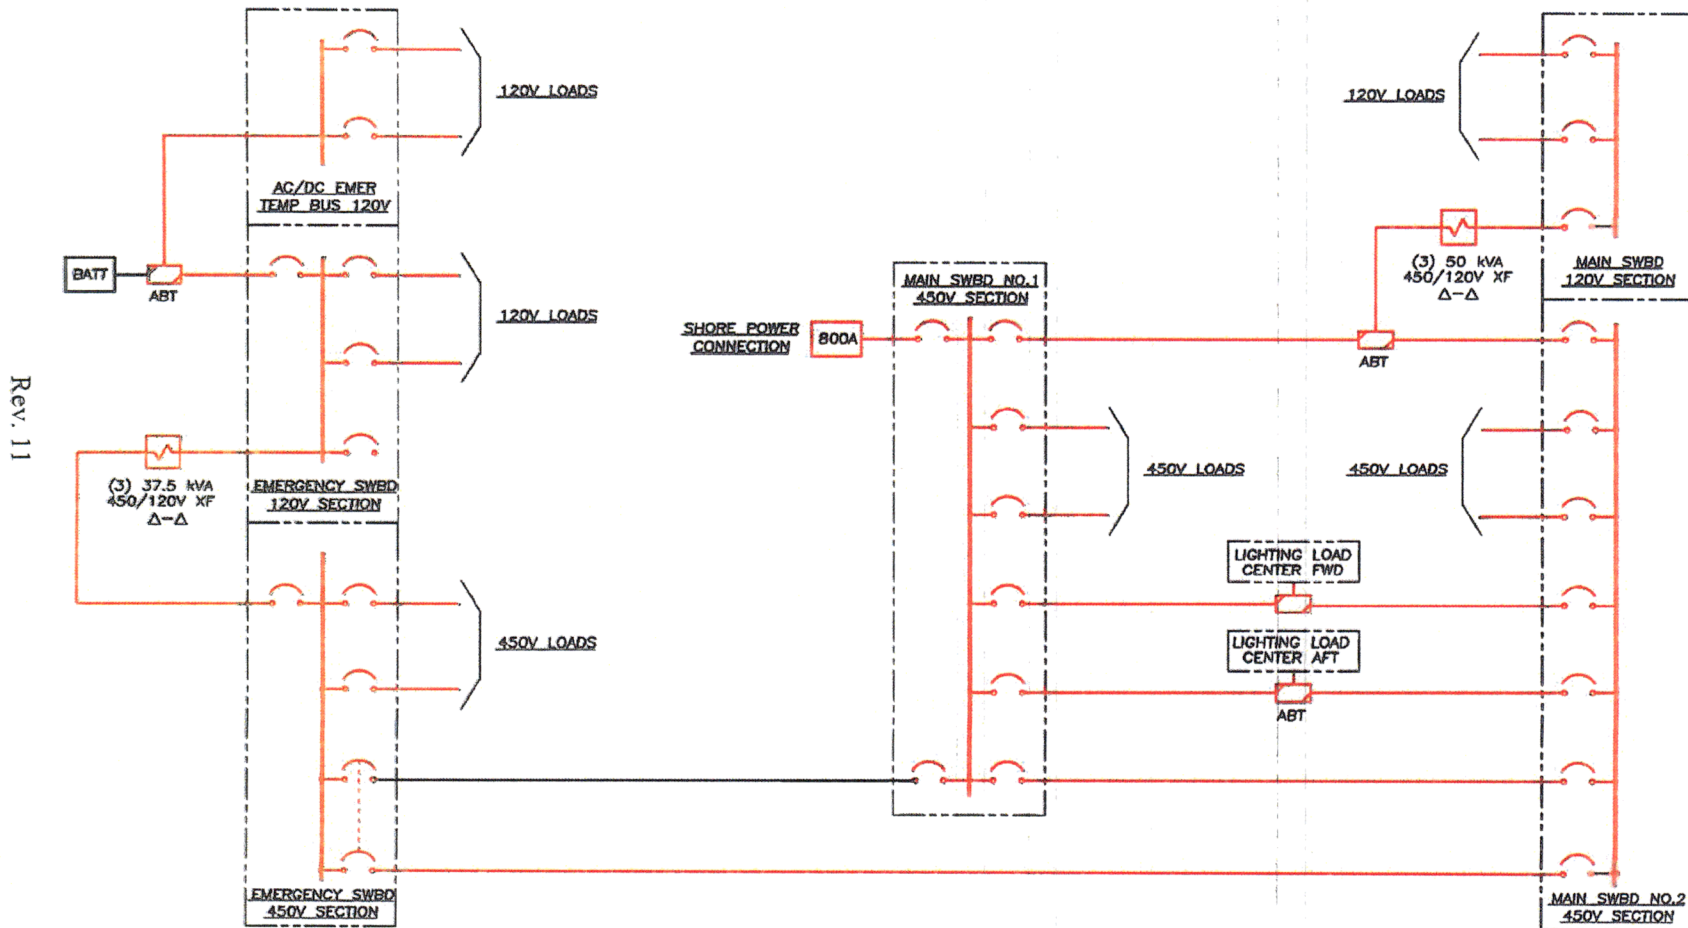 120V LOADS
AC/DC EMER
TEMP BUS 120V
BATT
ABT
120V LOADS
(3) 37.5 kVA
450/120V XF
Δ-Δ
EMERGENCY SWBD
120V SECTION
450V LOADS
EMERGENCY SWBD
450V SECTION
SHORE POWER
CONNECTION
800A
MAIN SWBD NO.1
450V SECTION
450V LOADS
LIGHTING LOAD
CENTER FWD
LIGHTING LOAD
CENTER AFT
ABT
120V LOADS
(3) 50 kVA
450/120V XF
Δ-Δ
ABT
MAIN SWBD
120V SECTION
450V LOADS
MAIN SWBD NO.2
450V SECTION
Rev. 11